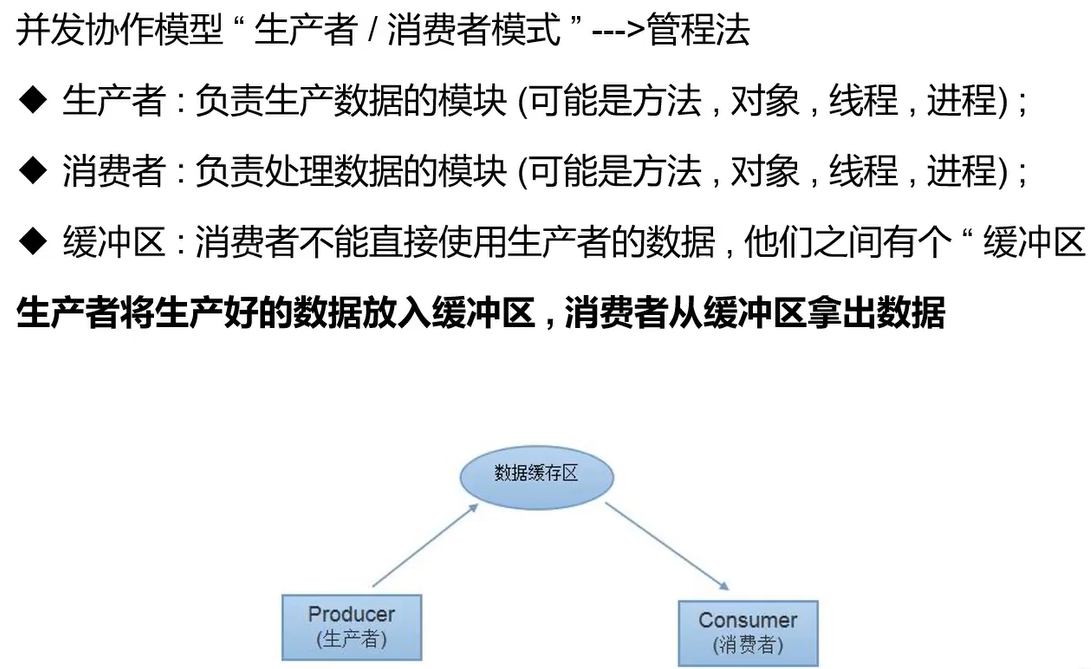 并发协作模型 “ 生产者 / 消费者模式 ” --->管程法
◆ 生产者 : 负责生产数据的模块 (可能是方法 , 对象 , 线程 , 进程) ;
◆ 消费者 : 负责处理数据的模块 (可能是方法 , 对象 , 线程 , 进程) ;
◆ 缓冲区 : 消费者不能直接使用生产者的数据 , 他们之间有个 “ 缓冲区
生产者将生产好的数据放入缓冲区 , 消费者从缓冲区拿出数据
数据缓存区
Producer
(生产者)
Consumer
(消费者)